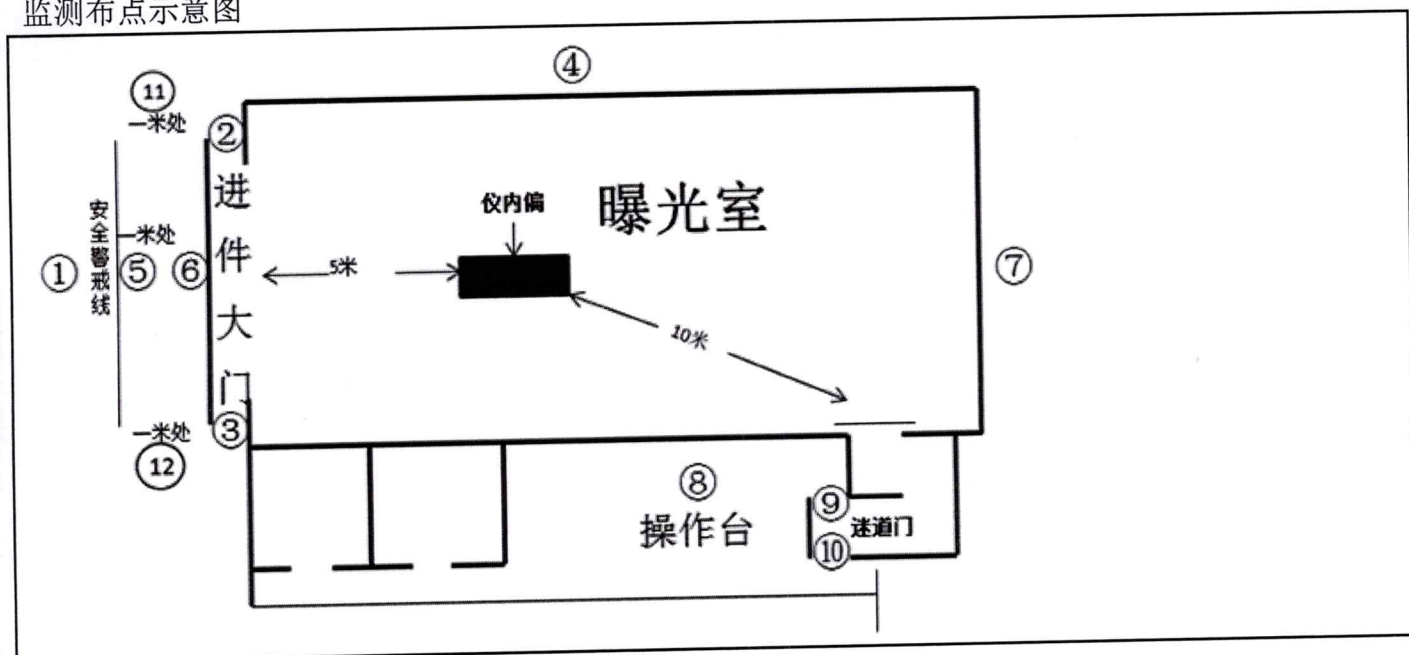 监测布点示意图
④
⑪
一米处
②
进件大门
仪内偏
曝光室
安全警戒线
一米处
①
⑤
⑥
5米
⑦
10米
一米处
③
⑫
⑧
操作台
⑨
迷道门
⑩